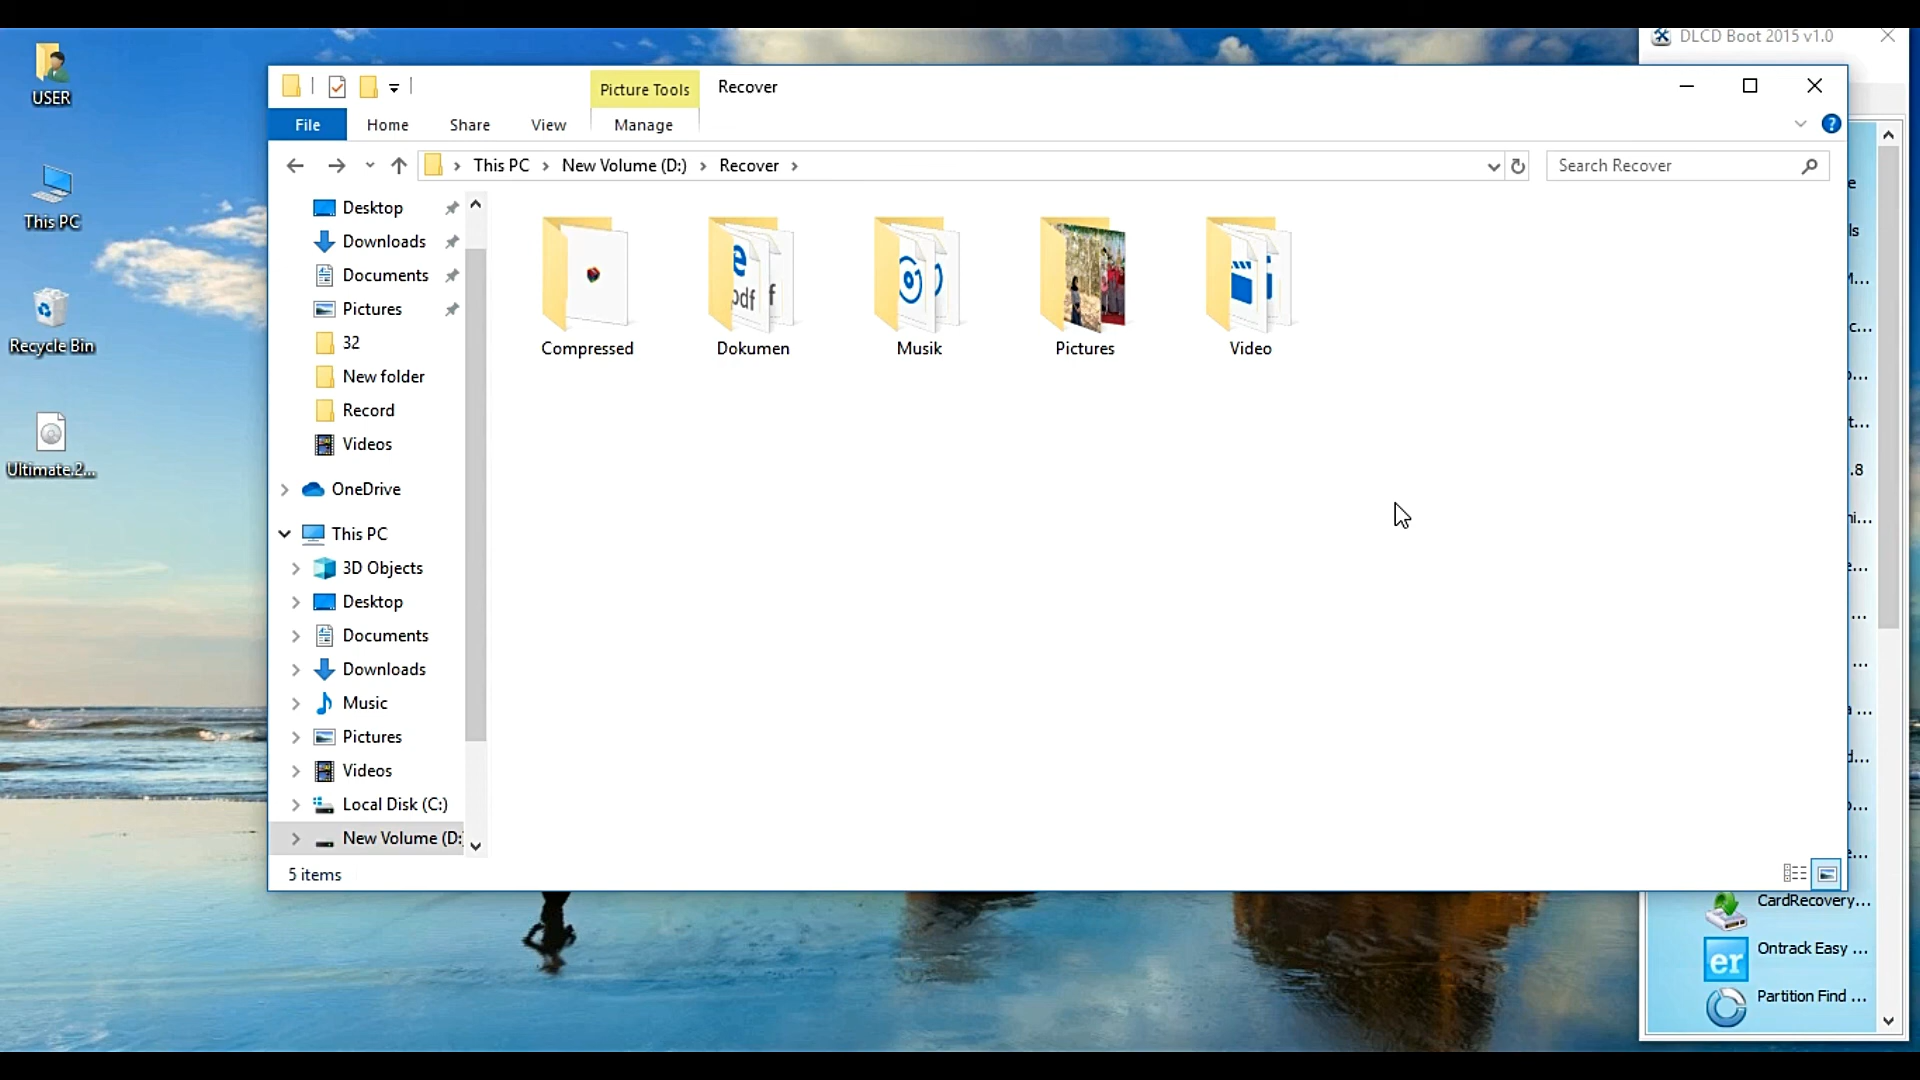 USER
This PC
Recycle Bin
Ultimate.2...
DLCD Boot 2015 v1.0
Picture Tools
Recover
File
Home
Share
View
Manage
This PC > New Volume (D:) > Recover >
Search Recover
Desktop
Downloads
Documents
Pictures
32
New folder
Record
Videos
OneDrive
This PC
3D Objects
Desktop
Documents
Downloads
Music
Pictures
Videos
Local Disk (C:)
New Volume (D:
Compressed
Dokumen
Musik
Pictures
Video
pdf
5 items
CardRecovery...
Ontrack Easy ...
er
Partition Find ...